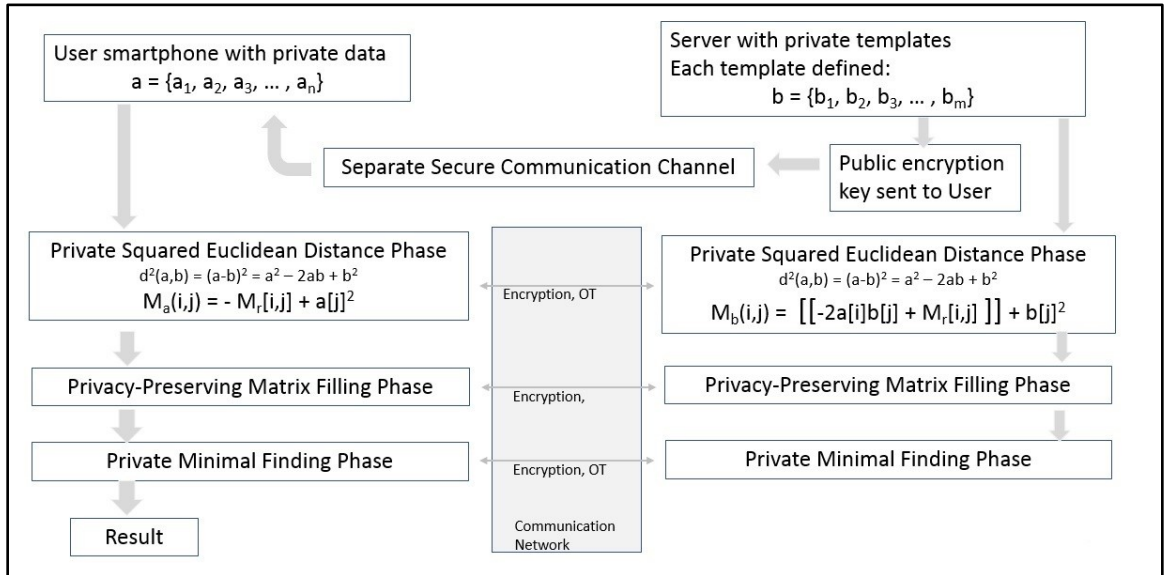 User smartphone with private data
a = {a₁, a₂, a₃, ... , aₙ}
Server with private templates
Each template defined:
b = {b₁, b₂, b₃, ... , bₘ}
Separate Secure Communication Channel
Public encryption
key sent to User
Private Squared Euclidean Distance Phase
d²(a,b) = (a-b)² = a² – 2ab + b²
Mₐ(i,j) = - Mᵣ[i,j] + a[j]²
Encryption, OT
Private Squared Euclidean Distance Phase
d²(a,b) = (a-b)² = a² – 2ab + b²
M_b(i,j) = [[-2a[i]b[j] + Mᵣ[i,j] ]] + b[j]²
Privacy-Preserving Matrix Filling Phase
Encryption,
Privacy-Preserving Matrix Filling Phase
Private Minimal Finding Phase
Encryption, OT
Private Minimal Finding Phase
Result
Communication
Network